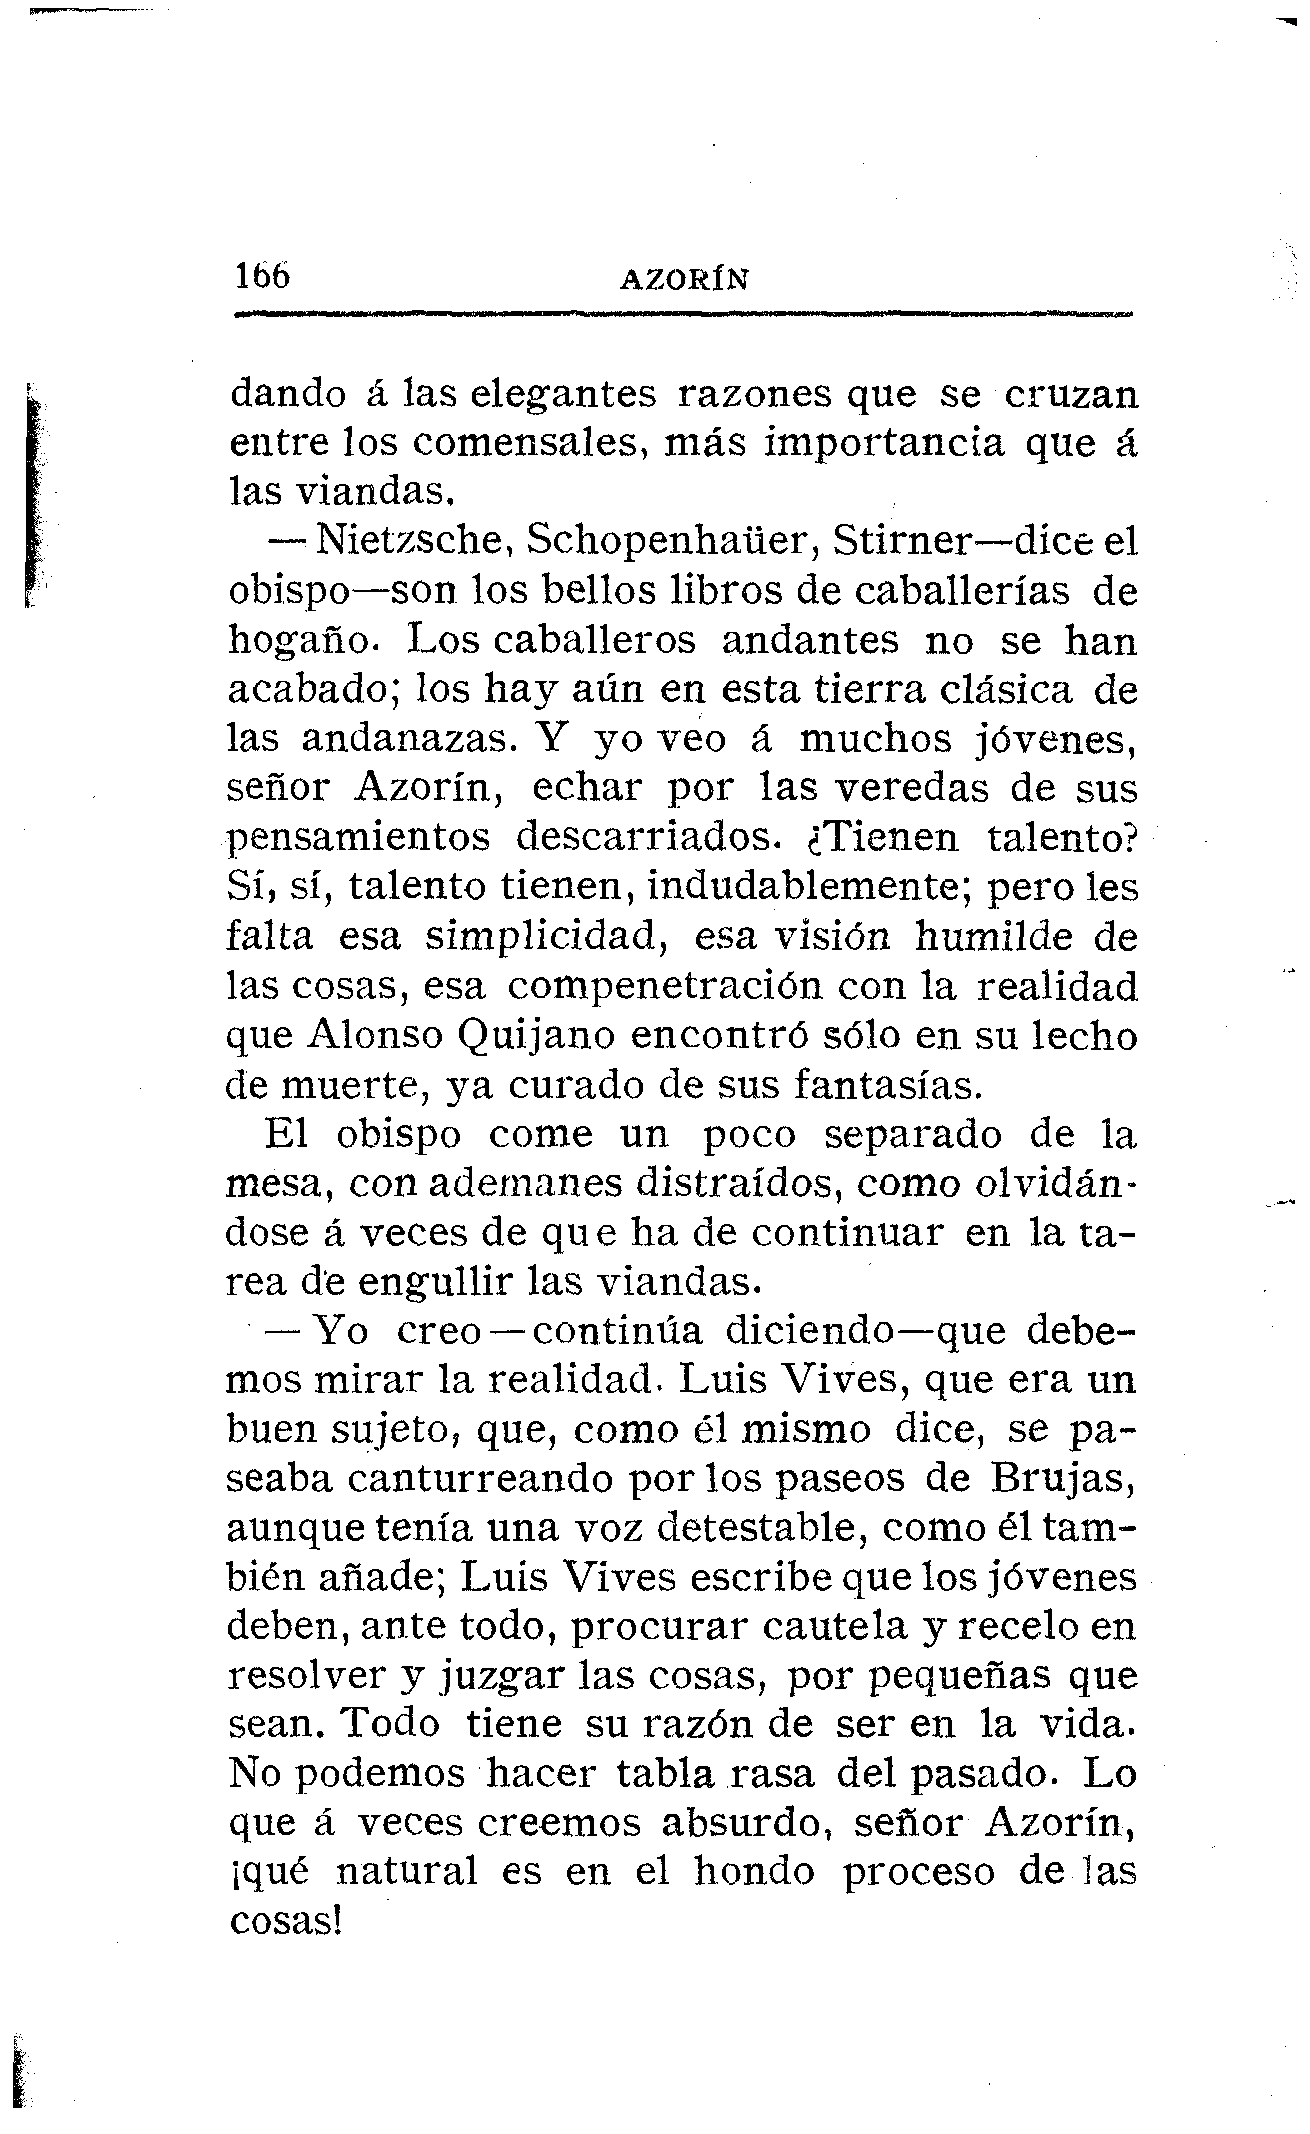 166 AZORÍN
dando á las elegantes razones que se cruzan
entre los comensales, más importancia que á
las viandas.
— Nietzsche, Schopenhaüer, Stirner—dice el
obispo—son los bellos libros de caballerías de
hogaño. Los caballeros andantes no se han
acabado; los hay aún en esta tierra clásica de
las andanazas. Y yo veo á muchos jóvenes,
señor Azorín, echar por las veredas de sus
pensamientos descarriados. ¿Tienen talento?
Sí, sí, talento tienen, indudablemente; pero les
falta esa simplicidad, esa visión humilde de
las cosas, esa compenetración con la realidad
que Alonso Quijano encontró sólo en su lecho
de muerte, ya curado de sus fantasías.
El obispo come un poco separado de la
mesa, con ademanes distraídos, como olvidán-
dose á veces de que ha de continuar en la ta-
rea de engullir las viandas.
— Yo creo—continúa diciendo—que debe-
mos mirar la realidad. Luis Vives, que era un
buen sujeto, que, como él mismo dice, se pa-
seaba canturreando por los paseos de Brujas,
aunque tenía una voz detestable, como él tam-
bién añade; Luis Vives escribe que los jóvenes
deben, ante todo, procurar cautela y recelo en
resolver y juzgar las cosas, por pequeñas que
sean. Todo tiene su razón de ser en la vida.
No podemos hacer tabla rasa del pasado. Lo
que á veces creemos absurdo, señor Azorín,
¡qué natural es en el hondo proceso de las
cosas!